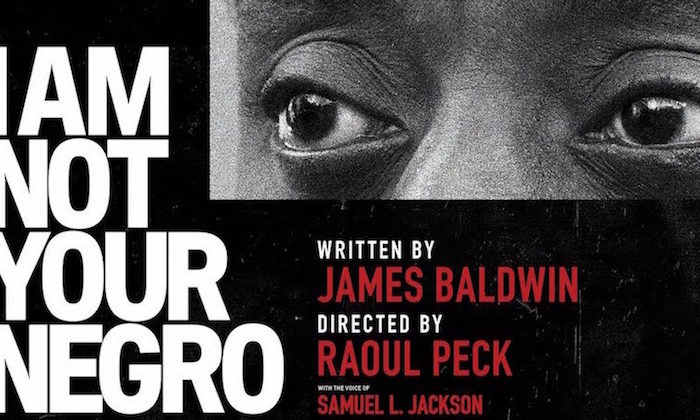 I AM
NOT
YOUR
NEGRO
WRITTEN BY
JAMES BALDWIN
DIRECTED BY
RAOUL PECK
WITH THE VOICE OF
SAMUEL L. JACKSON